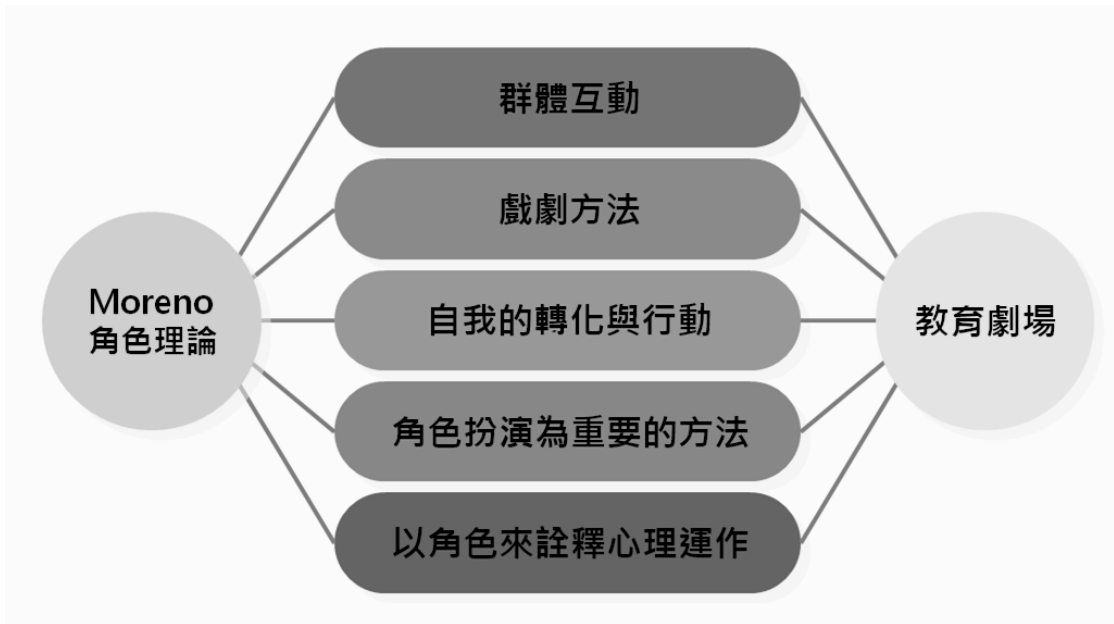 群體互動
戲劇方法
Moreno
角色理論
自我的轉化與行動
教育劇場
角色扮演為重要的方法
以角色來詮釋心理運作